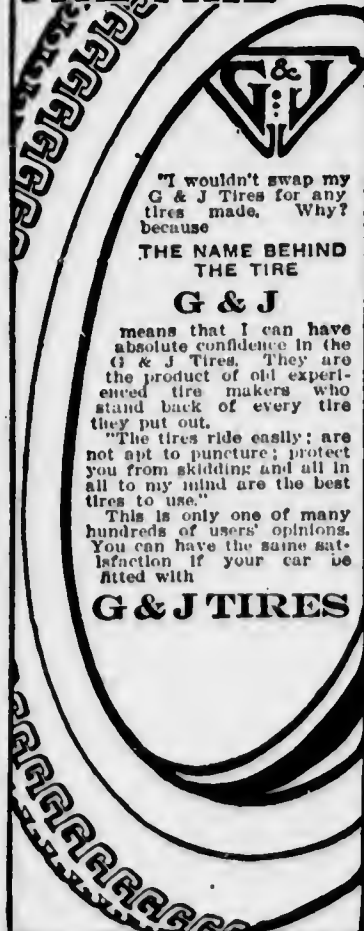 G & J
"I wouldn't swap my
G & J Tires for any
tires made. Why?
because
THE NAME BEHIND
THE TIRE
G & J
means that I can have
absolute confidence in the
G & J Tires. They are
the product of old experi-
enced tire makers who
stand back of every tire
they put out.
"The tires ride easily; are
not apt to puncture; protect
you from skidding and all in
all to my mind are the best
tires to use."
This is only one of many
hundreds of users' opinions.
You can have the same sat-
isfaction if your car be
fitted with
G & J TIRES